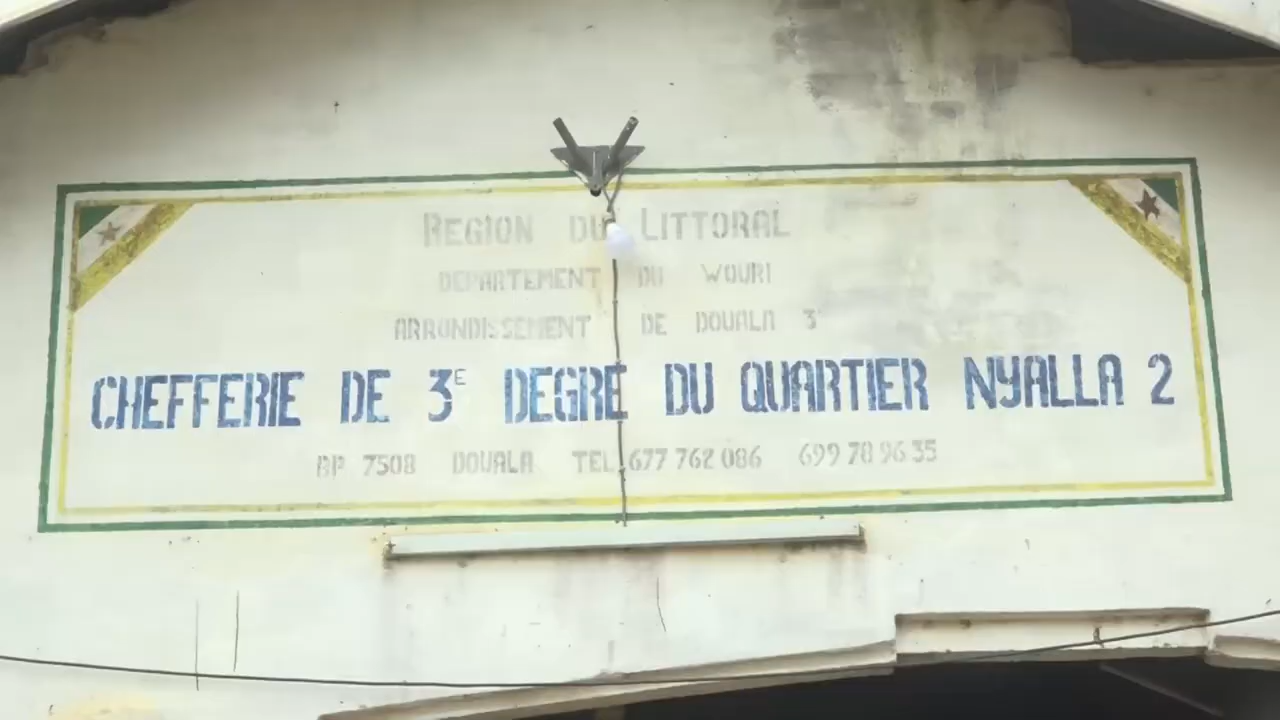 REGION DU LITTORAL
DEPARTEMENT DU WOURI
ARRONDISSEMENT DE DOUALA 3e
CHEFFERIE DE 3E DEGRE DU QUARTIER NYALLA 2
BP 7508 DOUALA TEL 677 762 086 699 78 96 35